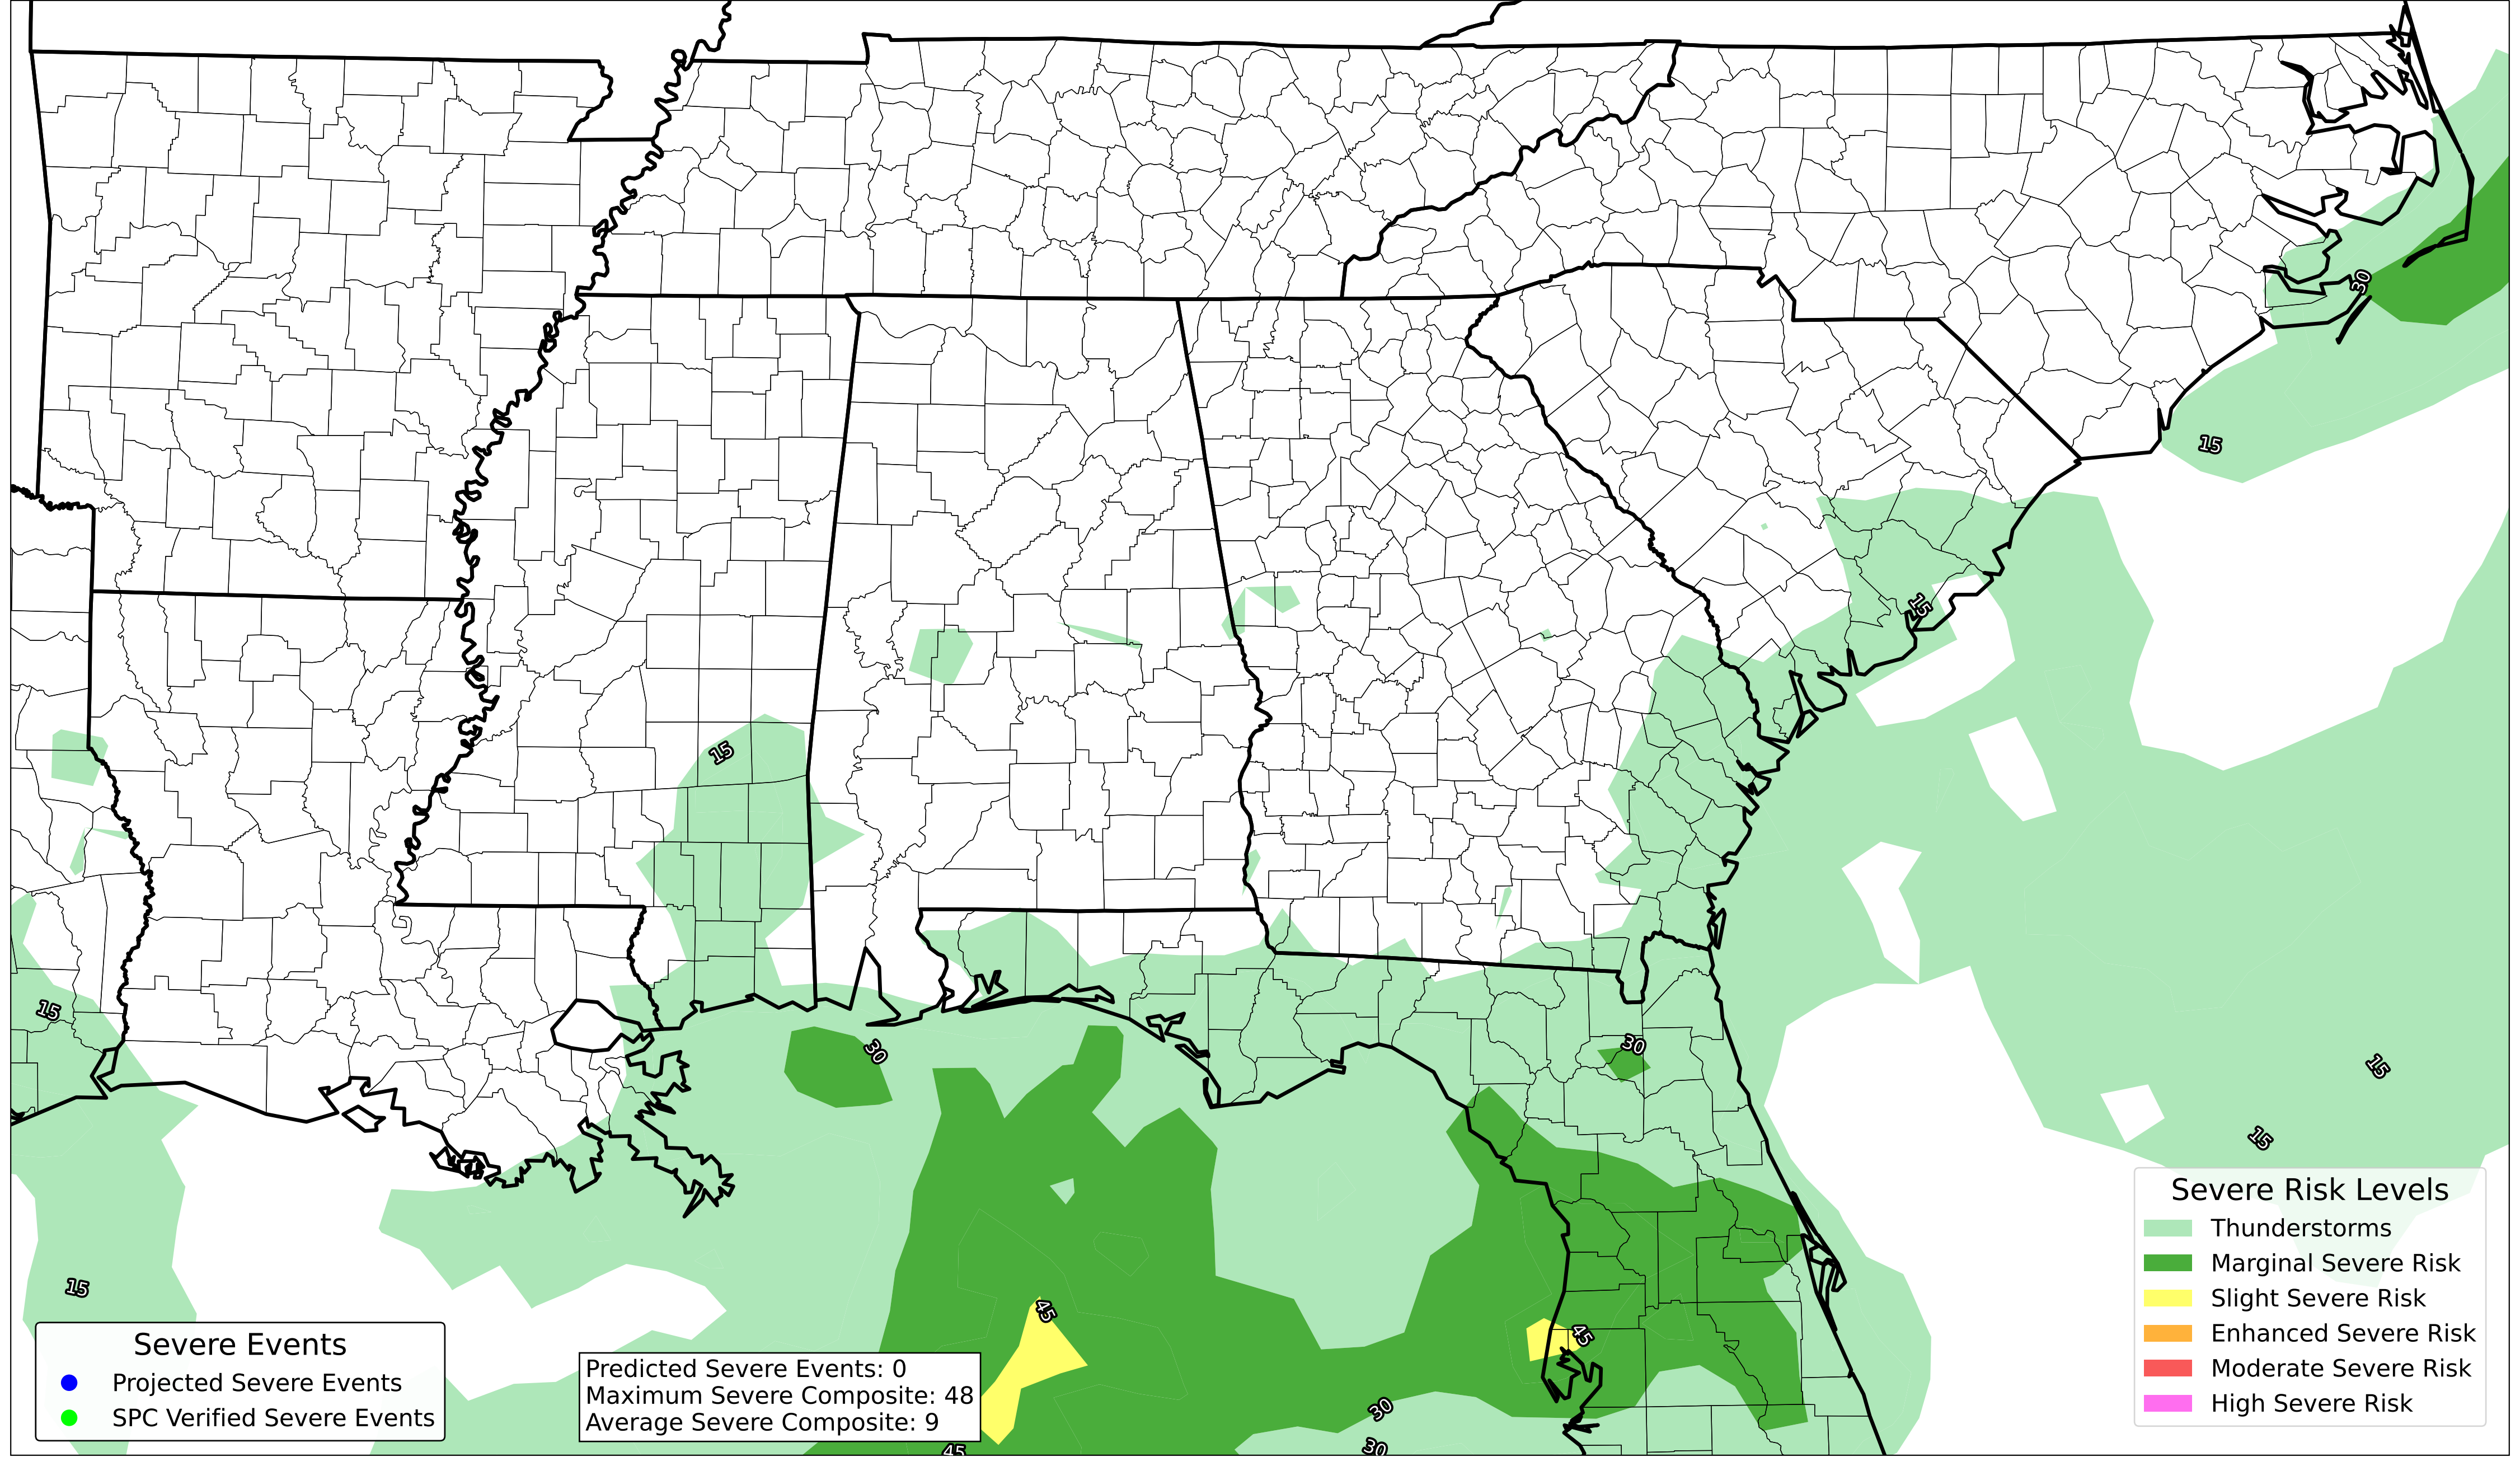 30
15
15
15
15
30
30
15
15
15
45
45
30
30
45
Severe Risk Levels
Thunderstorms
Marginal Severe Risk
Slight Severe Risk
Enhanced Severe Risk
Moderate Severe Risk
High Severe Risk
Severe Events
Projected Severe Events
SPC Verified Severe Events
Predicted Severe Events: 0
Maximum Severe Composite: 48
Average Severe Composite: 9